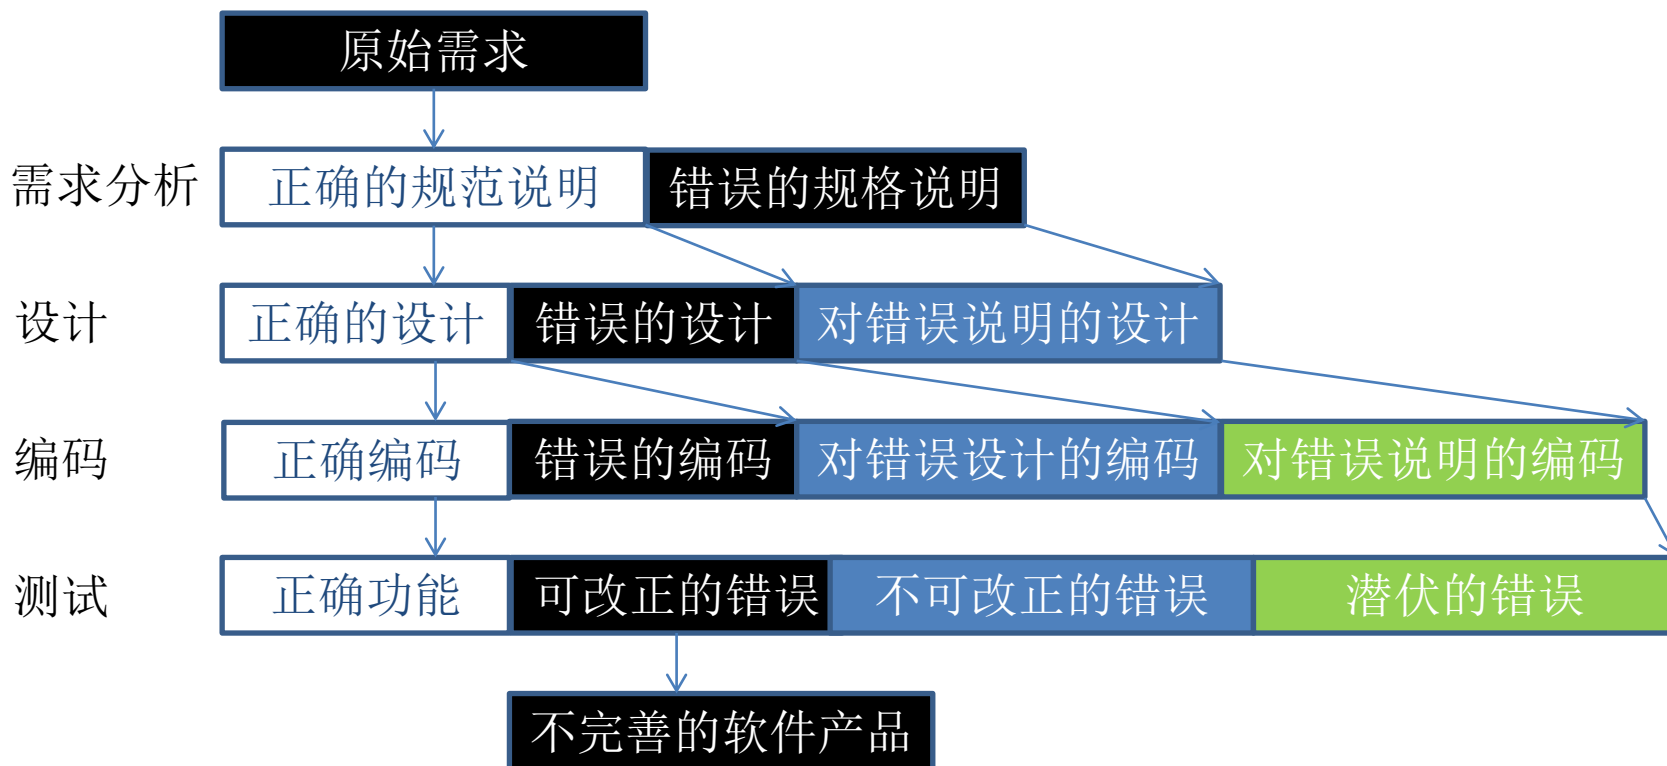 原始需求
需求分析 正确的规范说明 错误的规格说明
设计 正确的设计 错误的设计 对错误说明的设计
编码 正确编码 错误的编码 对错误设计的编码 对错误说明的编码
测试 正确功能 可改正的错误 不可改正的错误 潜伏的错误
不完善的软件产品